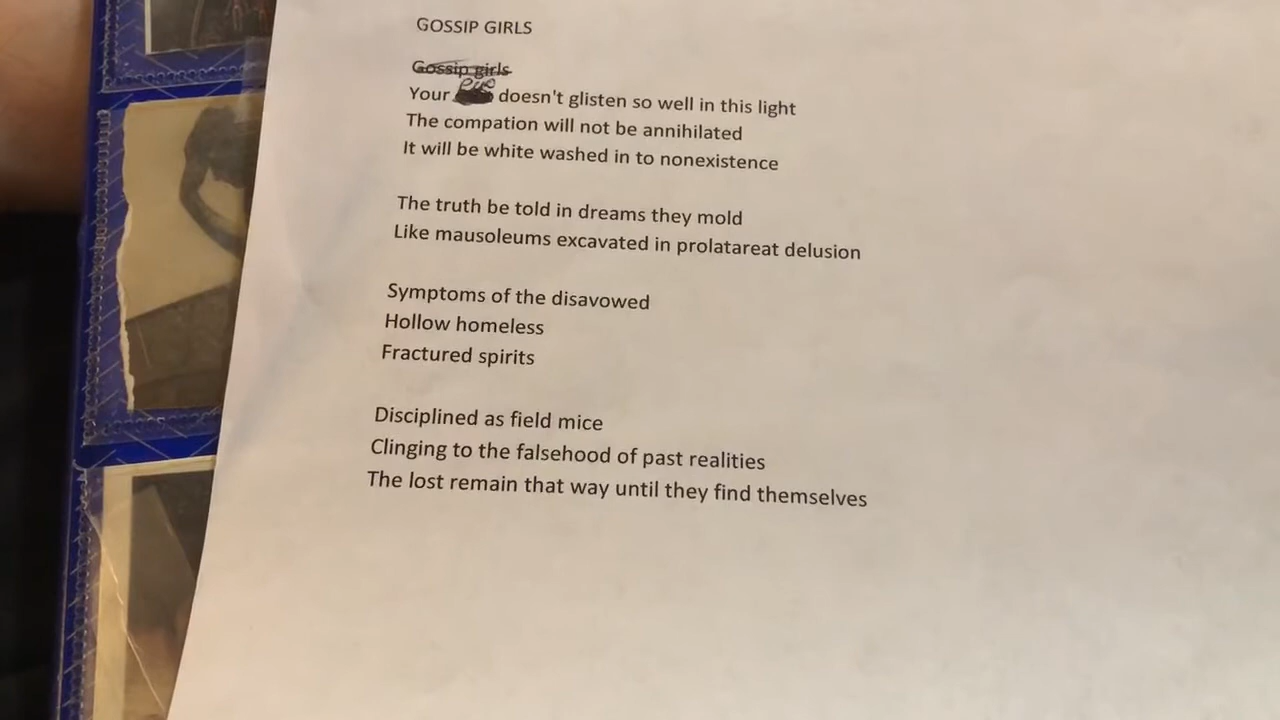 GOSSIP GIRLS
Gossip girls
Your eye doesn't glisten so well in this light
The compation will not be annihilated
It will be white washed in to nonexistence
The truth be told in dreams they mold
Like mausoleums excavated in prolatareat delusion
Symptoms of the disavowed
Hollow homeless
Fractured spirits
Disciplined as field mice
Clinging to the falsehood of past realities
The lost remain that way until they find themselves